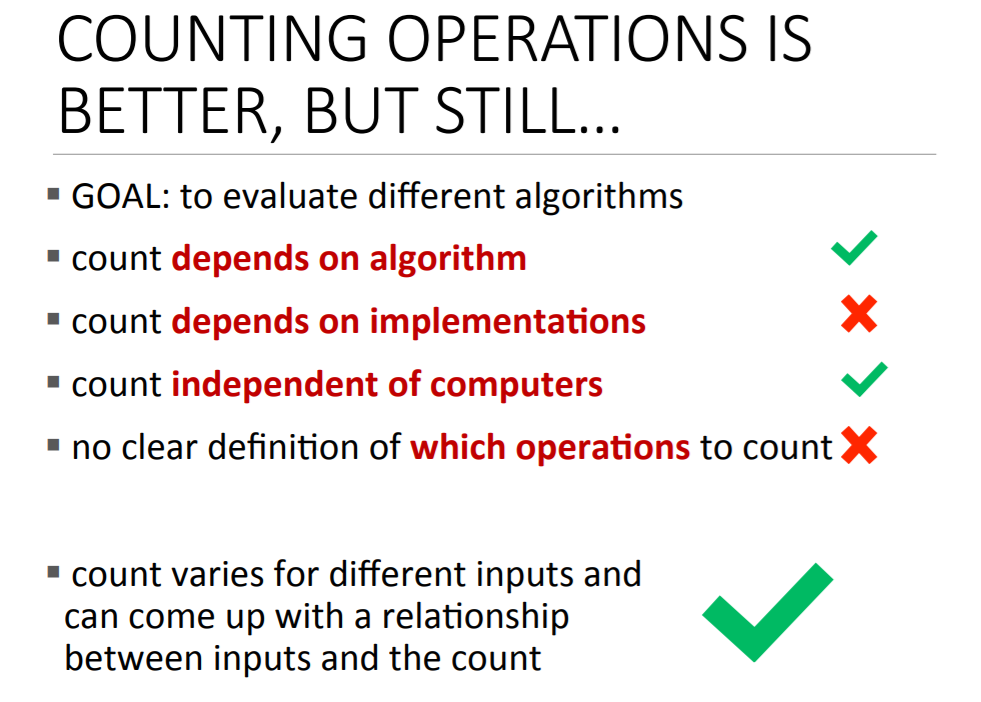 COUNTING OPERATIONS IS
BETTER, BUT STILL...
▪ GOAL: to evaluate different algorithms
▪ count depends on algorithm
▪ count depends on implementations
▪ count independent of computers
▪ no clear definition of which operations to count
▪ count varies for different inputs and
can come up with a relationship
between inputs and the count